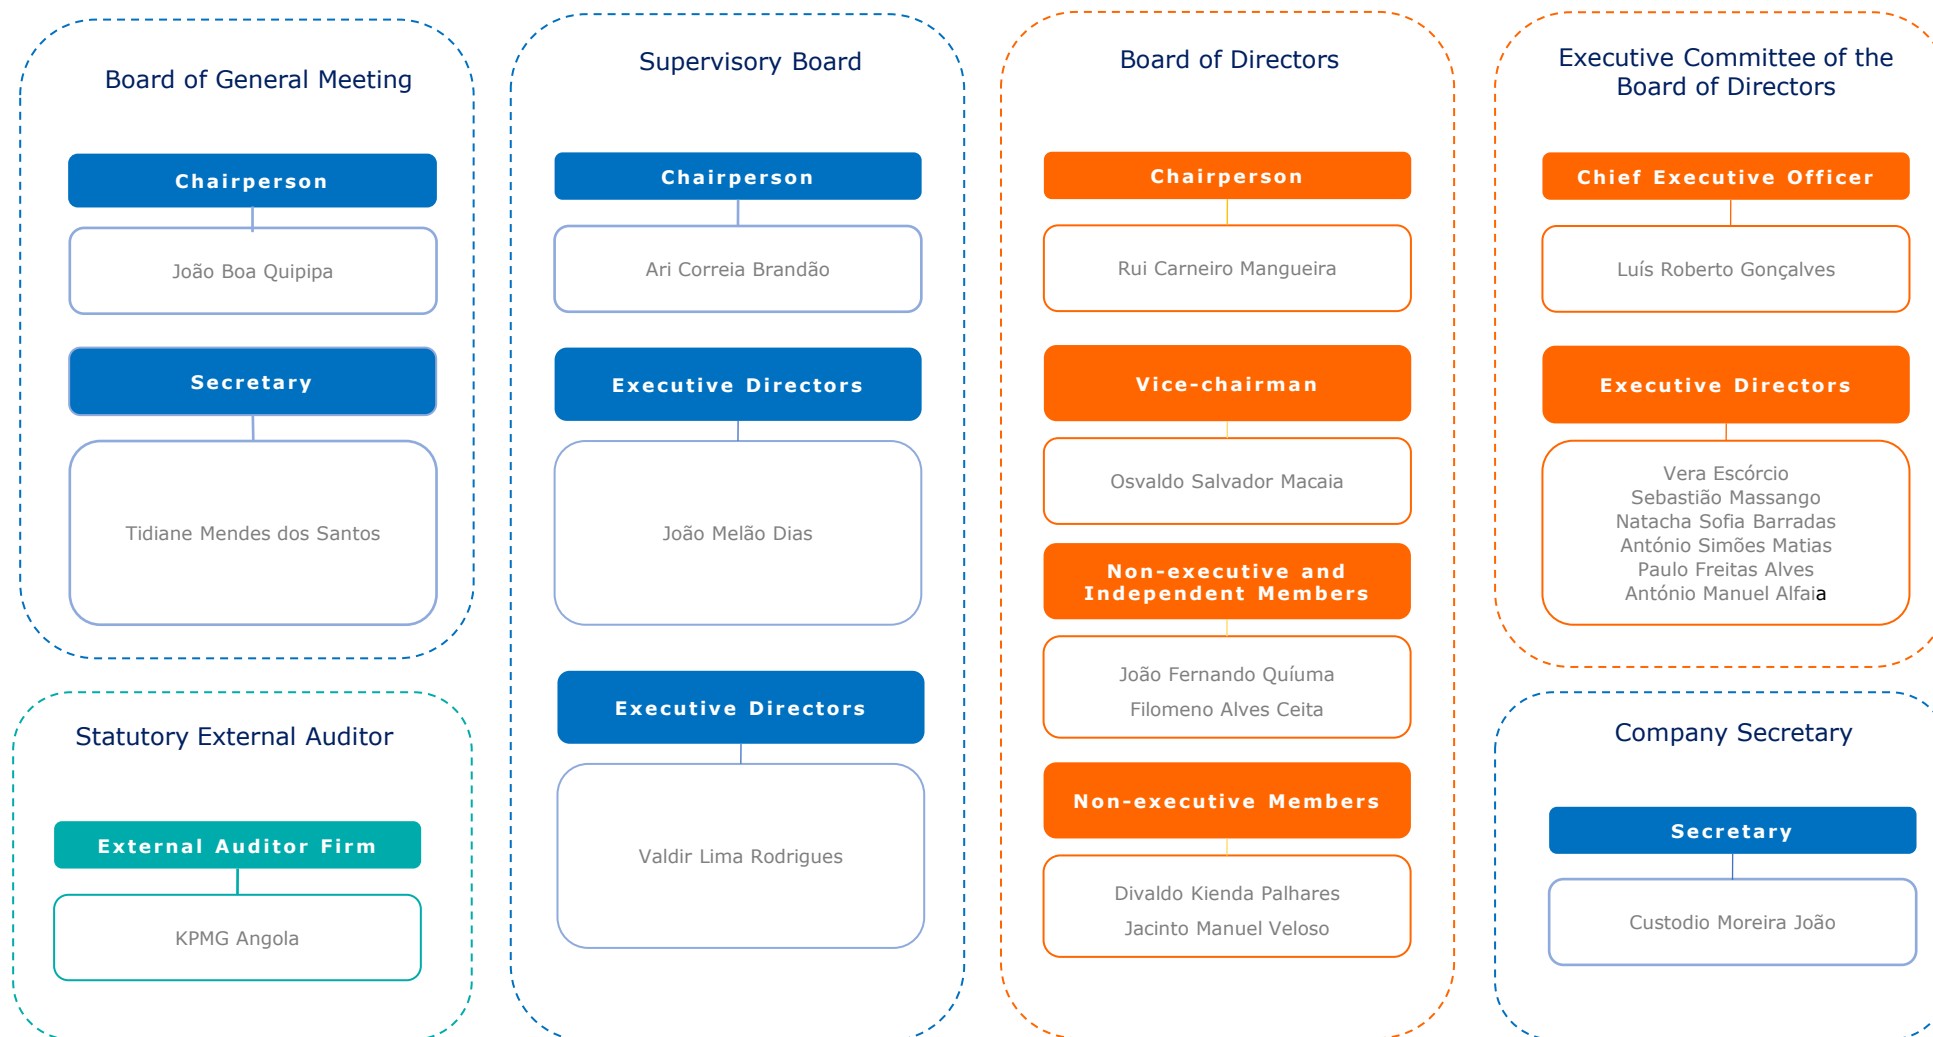 Board of General Meeting
Chairperson
João Boa Quipipa
Secretary
Tidiane Mendes dos Santos
Statutory External Auditor
External Auditor Firm
KPMG Angola
Supervisory Board
Chairperson
Ari Correia Brandão
Executive Directors
João Melão Dias
Executive Directors
Valdir Lima Rodrigues
Board of Directors
Chairperson
Rui Carneiro Mangueira
Vice-chairman
Osvaldo Salvador Macaia
Non-executive and
Independent Members
João Fernando Quíuma
Filomeno Alves Ceita
Non-executive Members
Divaldo Kienda Palhares
Jacinto Manuel Veloso
Executive Committee of the
Board of Directors
Chief Executive Officer
Luís Roberto Gonçalves
Executive Directors
Vera Escórcio
Sebastião Massango
Natacha Sofia Barradas
António Simões Matias
Paulo Freitas Alves
António Manuel Alfaia
Company Secretary
Secretary
Custodio Moreira João